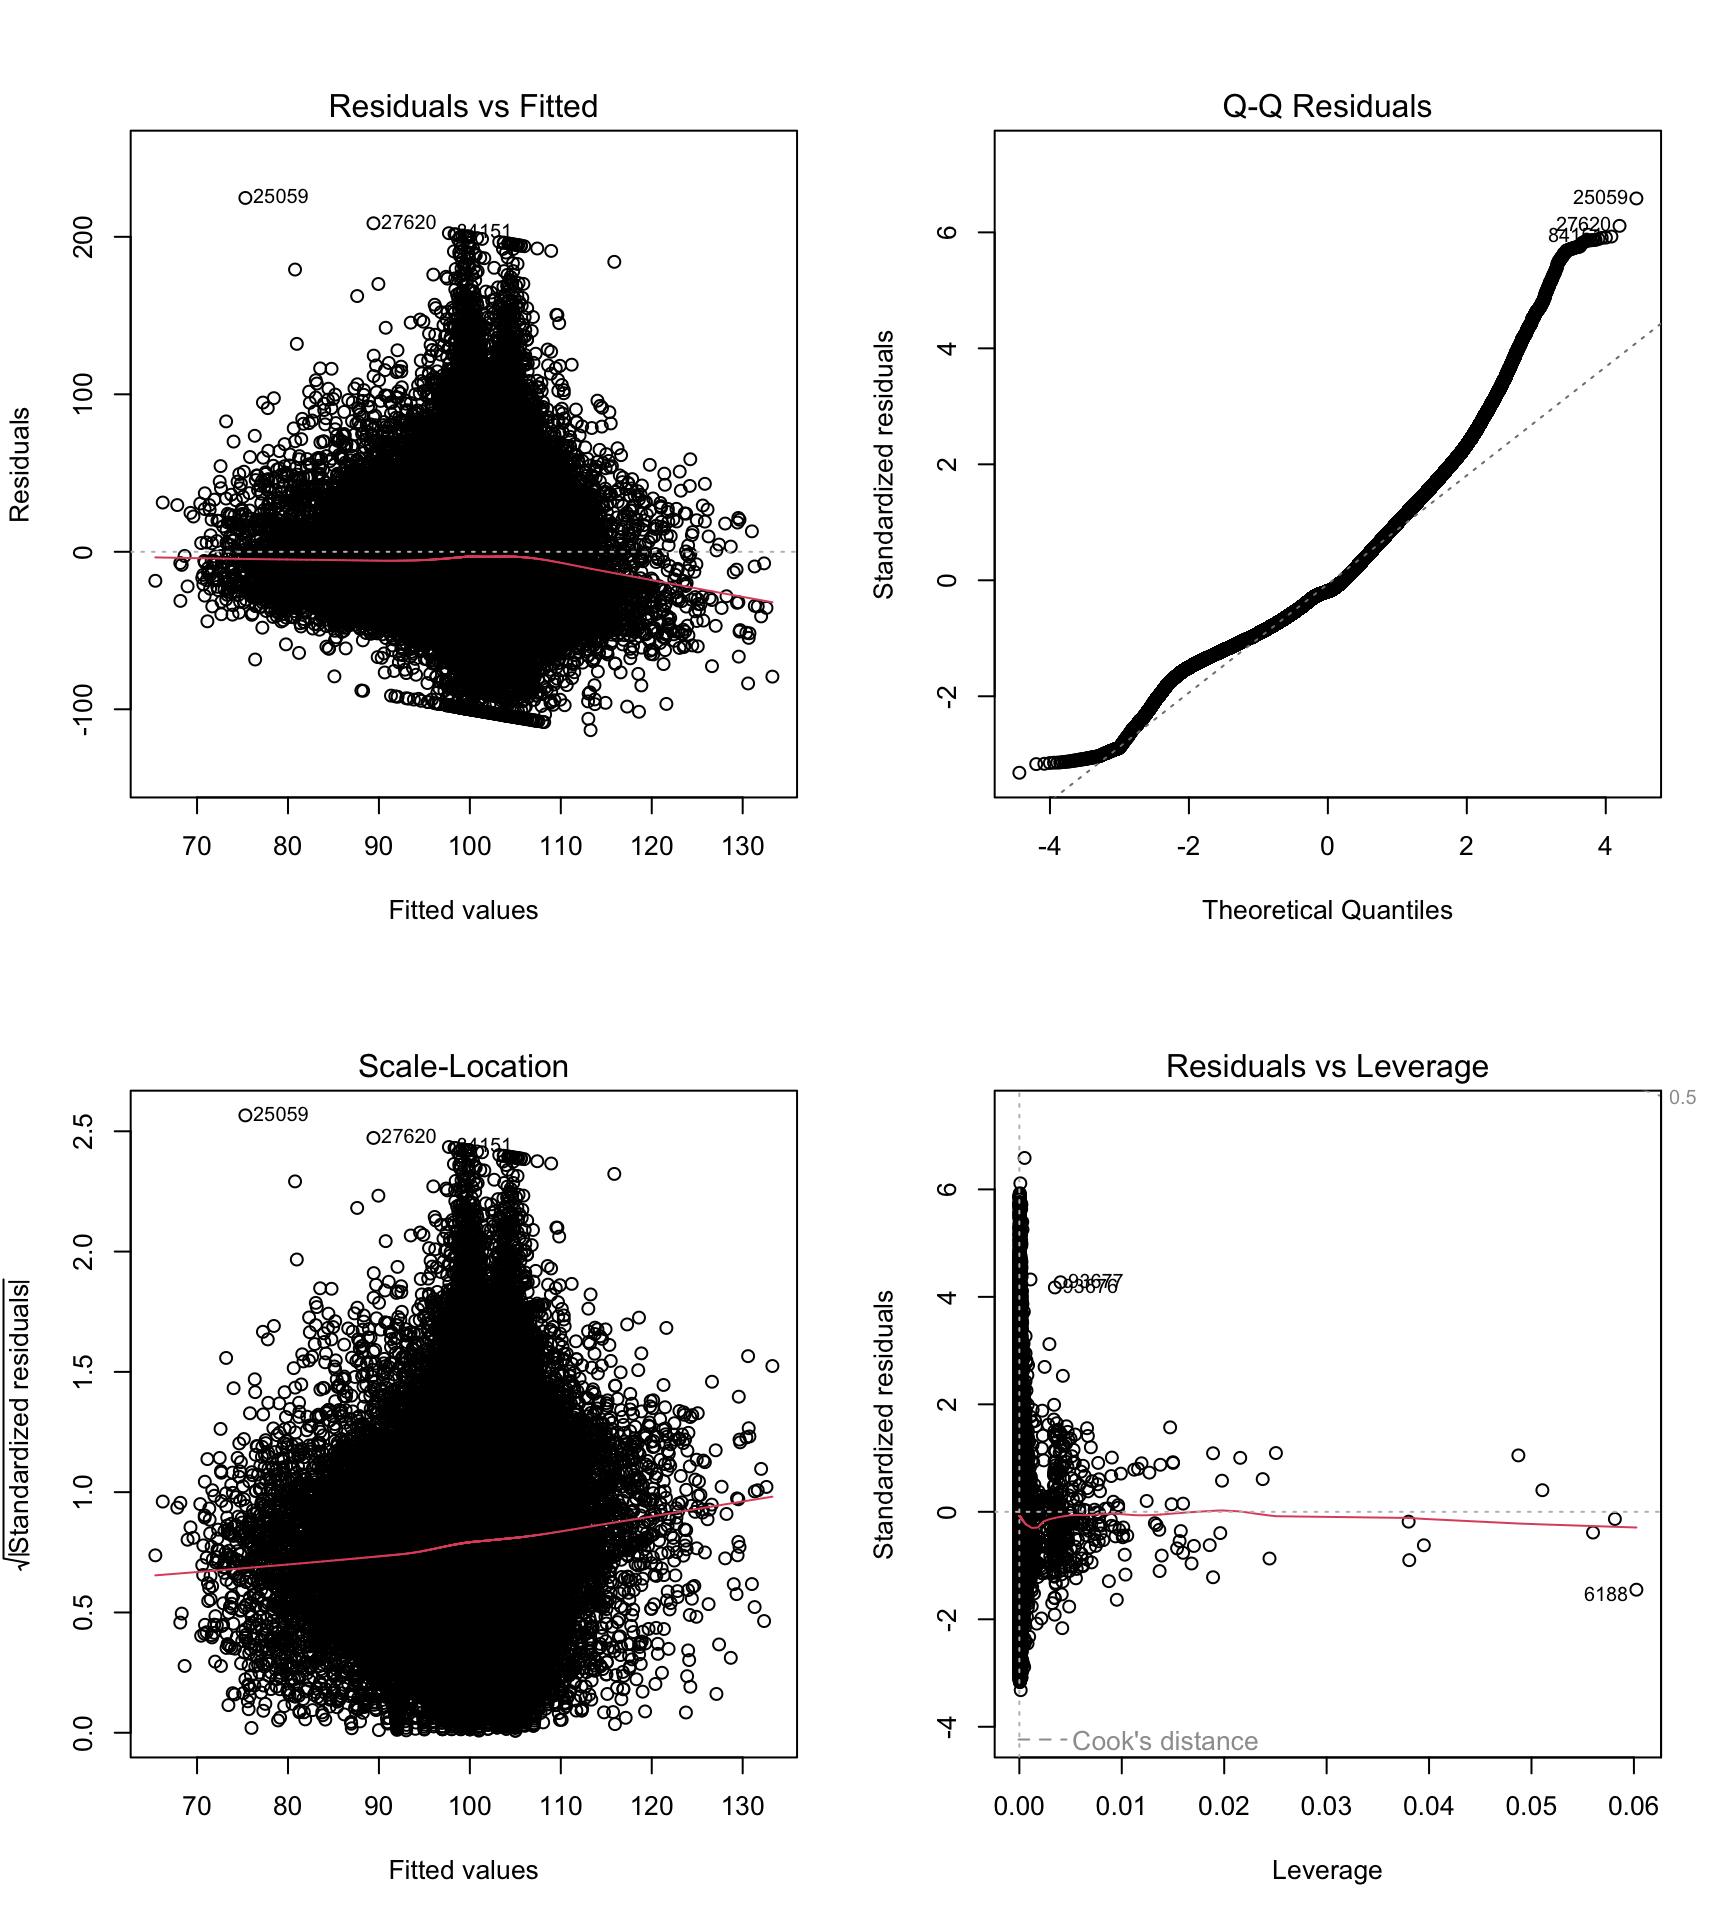 Residuals vs Fitted
25059
27620
84151
200
100
0
-100
Residuals
70 80 90 100 110 120 130
Fitted values
Q-Q Residuals
25059
27620
6
4
2
0
-2
Standardized residuals
-4 -2 0 2 4
Theoretical Quantiles
Scale-Location
25059
27620
84151
2.5
2.0
1.5
1.0
0.5
0.0
√|Standardized residuals|
70 80 90 100 110 120 130
Fitted values
Residuals vs Leverage
0.5
93677
6188
6
4
2
0
-2
-4
Standardized residuals
Cook's distance
0.00 0.01 0.02 0.03 0.04 0.05 0.06
Leverage